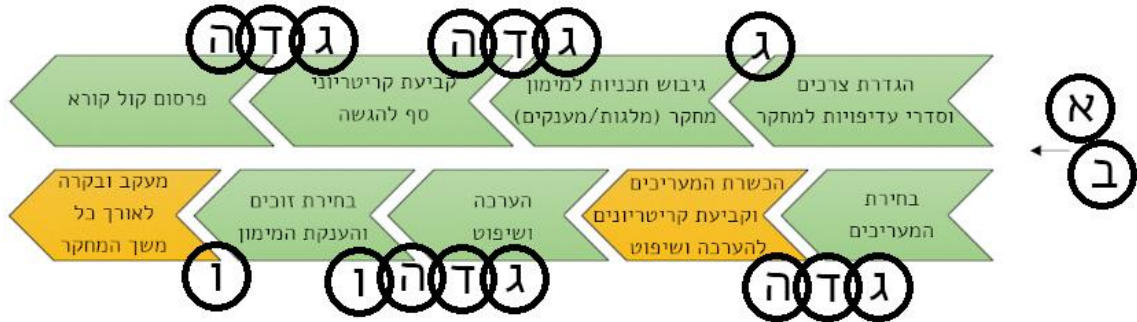 ג
ג ד ה
ג ד ה
הגדרת צרכים
וסדרי עדיפויות למחקר
גיבוש תכניות למימון
מחקר (מלגות/מענקים)
קביעת קריטריוני
סף להגשה
פרסום קול קורא
א
ב
בחירת
המעריכים
הכשרת המעריכים
וקביעת קריטריונים
להערכה ושיפוט
הערכה
ושיפוט
בחירת זוכים
והענקת המימון
מעקב ובקרה
לאורך כל
משך המחקר
ג ד ה
ג ד ה ו
ו